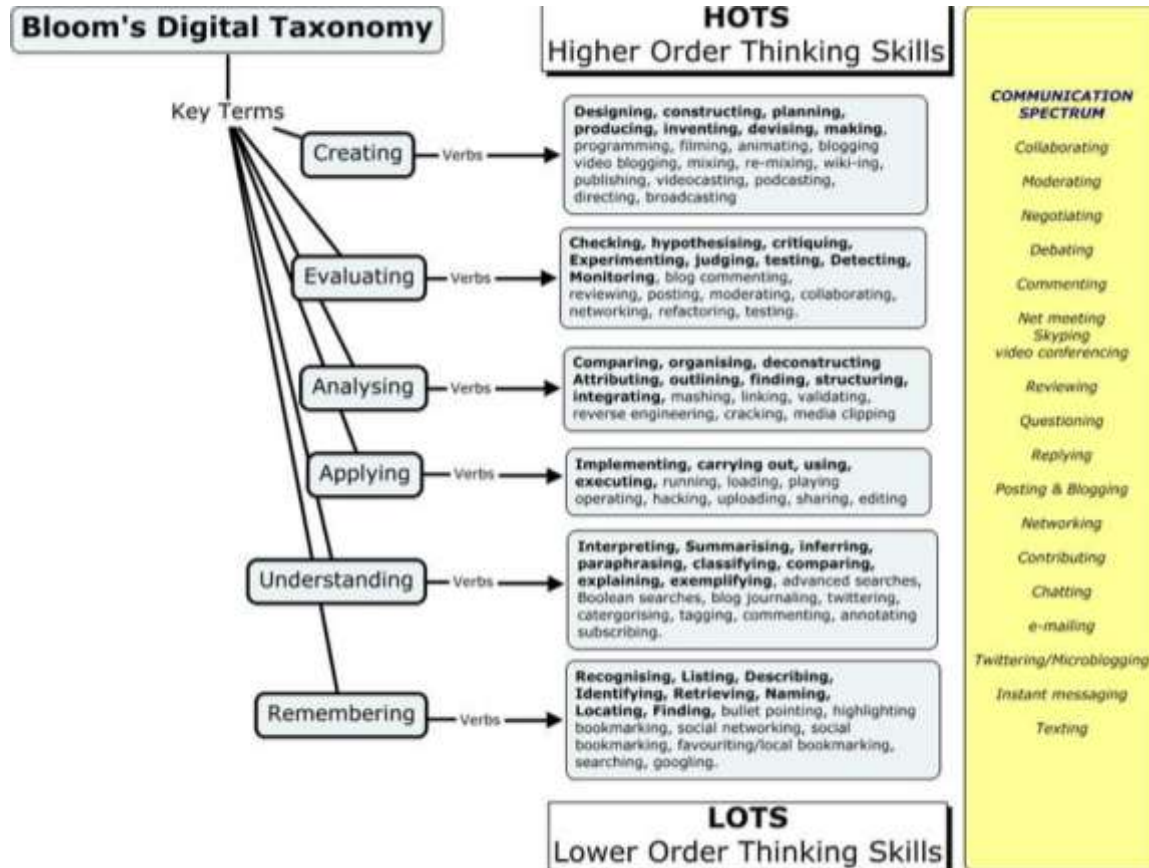 Bloom's Digital Taxonomy
HOTS
Higher Order Thinking Skills
Key Terms
Creating
Verbs
Designing, constructing, planning,
producing, inventing, devising, making,
programming, filming, animating, blogging
video blogging, mixing, re-mixing, wiki-ing,
publishing, videocasting, podcasting,
directing, broadcasting
Evaluating
Verbs
Checking, hypothesising, critiquing,
Experimenting, judging, testing, Detecting,
Monitoring, blog commenting,
reviewing, posting, moderating, collaborating,
networking, refactoring, testing.
Analysing
Verbs
Comparing, organising, deconstructing
Attributing, outlining, finding, structuring,
integrating, mashing, linking, validating,
reverse engineering, cracking, media clipping
Applying
Verbs
Implementing, carrying out, using,
executing, running, loading, playing
operating, hacking, uploading, sharing, editing
Understanding
Verbs
Interpreting, Summarising, inferring,
paraphrasing, classifying, comparing,
explaining, exemplifying, advanced searches,
Boolean searches, blog journaling, twittering,
catergorising, tagging, commenting, annotating
subscribing.
Remembering
Verbs
Recognising, Listing, Describing,
Identifying, Retrieving, Naming,
Locating, Finding, bullet pointing, highlighting
bookmarking, social networking, social
bookmarking, favouriting/local bookmarking,
searching, googling.
LOTS
Lower Order Thinking Skills
COMMUNICATION
SPECTRUM
Collaborating
Moderating
Negotiating
Debating
Commenting
Net meeting
Skyping
video conferencing
Reviewing
Questioning
Replying
Posting & Blogging
Networking
Contributing
Chatting
e-mailing
Twittering/Microblogging
Instant messaging
Texting